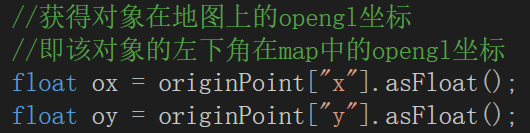 //获得对象在地图上的opengl坐标
//即该对象的左下角在map中的opengl坐标
float ox = originPoint["x"].asFloat();
float oy = originPoint["y"].asFloat();